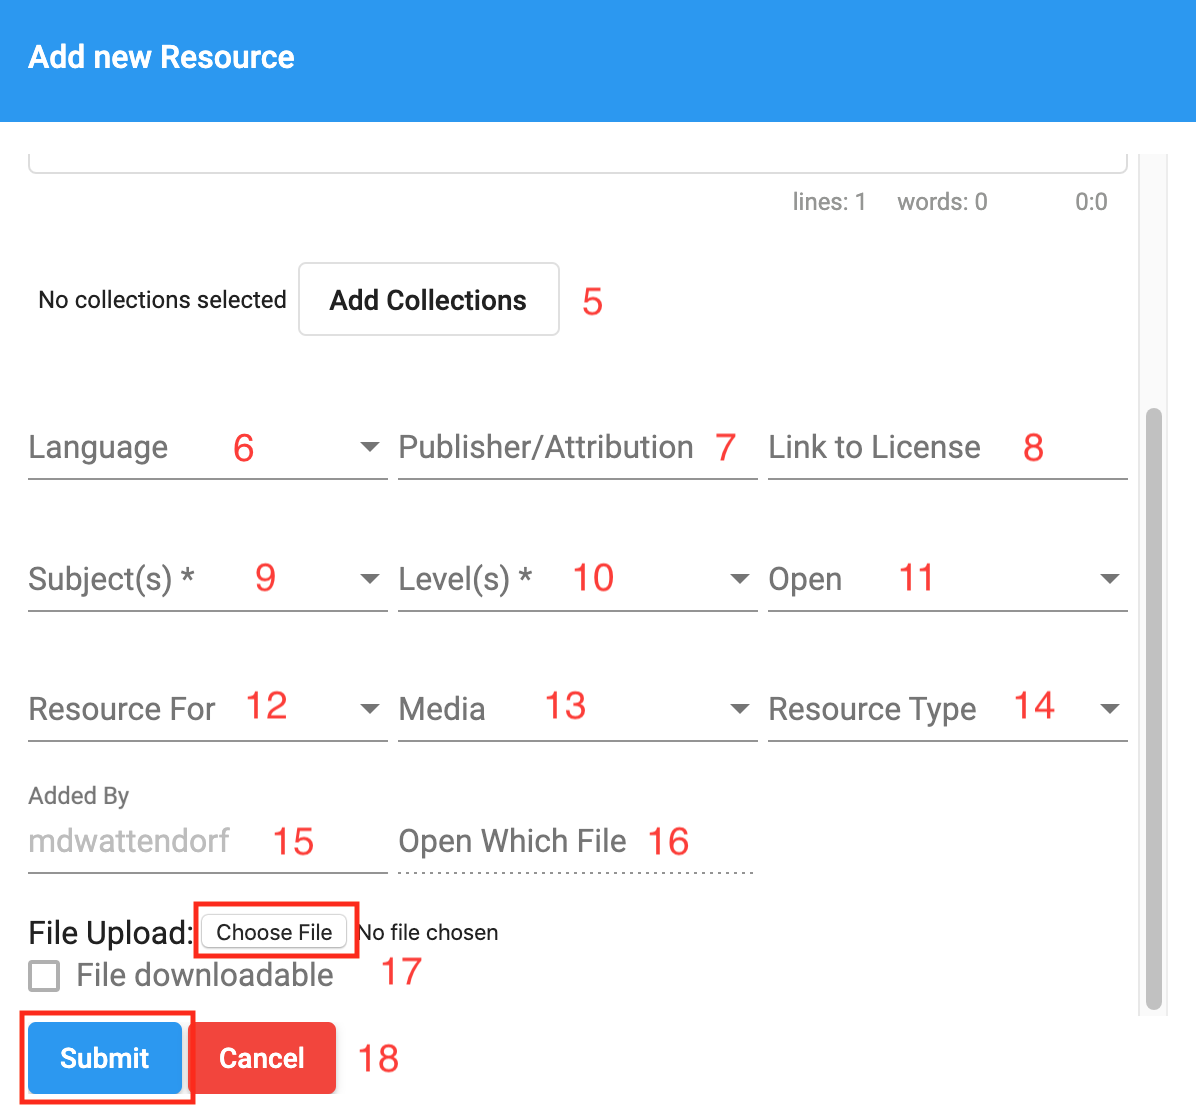 Add new Resource
lines: 1 words: 0 0:0
No collections selected Add Collections 5
Language 6 Publisher/Attribution 7 Link to License 8
Subject(s) * 9 Level(s) * 10 Open 11
Resource For 12 Media 13 Resource Type 14
Added By
mdwattendorf 15 Open Which File 16
File Upload: Choose File No file chosen
File downloadable 17
Submit Cancel 18